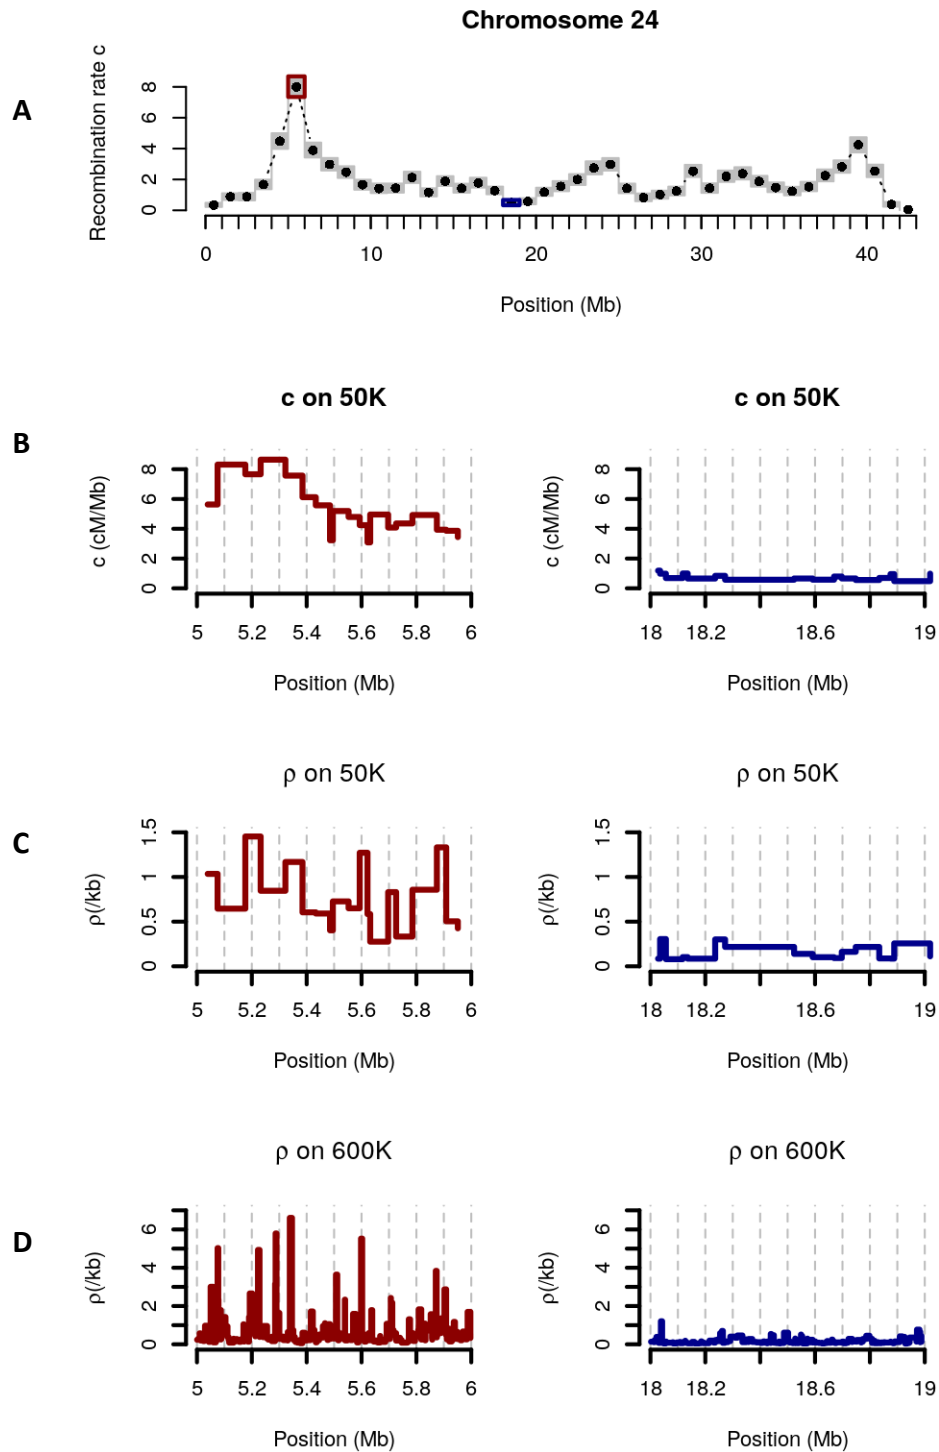 Chromosome 24
A
Recombination rate c
8
6
4
2
0
0 10 20 30 40
Position (Mb)
B
c on 50K
c (cM/Mb)
8
6
4
2
0
5 5.2 5.4 5.6 5.8 6
Position (Mb)
c on 50K
c (cM/Mb)
8
6
4
2
0
18 18.2 18.6 19
Position (Mb)
C
ρ on 50K
ρ(/kb)
1.5
1
0.5
0
5 5.2 5.4 5.6 5.8 6
Position (Mb)
ρ on 50K
ρ(/kb)
1.5
1
0.5
0
18 18.2 18.6 19
Position (Mb)
D
ρ on 600K
ρ(/kb)
6
4
2
0
5 5.2 5.4 5.6 5.8 6
Position (Mb)
ρ on 600K
ρ(/kb)
6
4
2
0
18 18.2 18.6 19
Position (Mb)